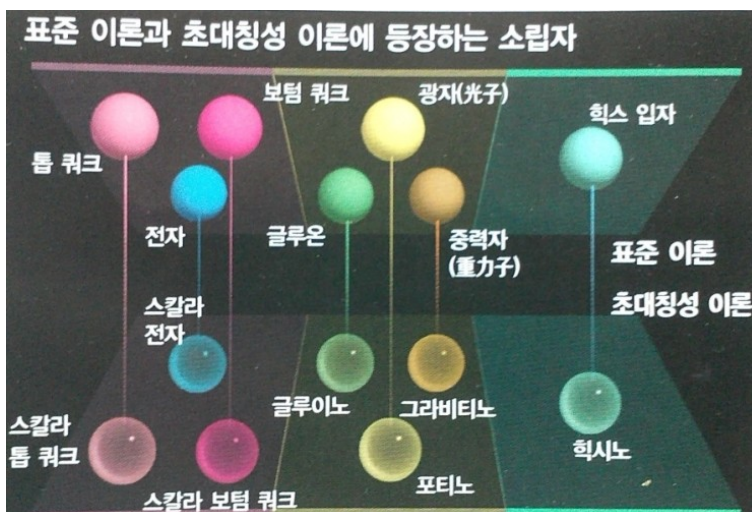 표준 이론과 초대칭성 이론에 등장하는 소립자
보텀 쿼크
광자(光子)
힉스 입자
톱 쿼크
전자
글루온
중력자
(重力子)
표준 이론
초대칭성 이론
스칼라
전자
글루이노
그라비티노
힉시노
스칼라
톱 쿼크
스칼라 보텀 쿼크
포티노